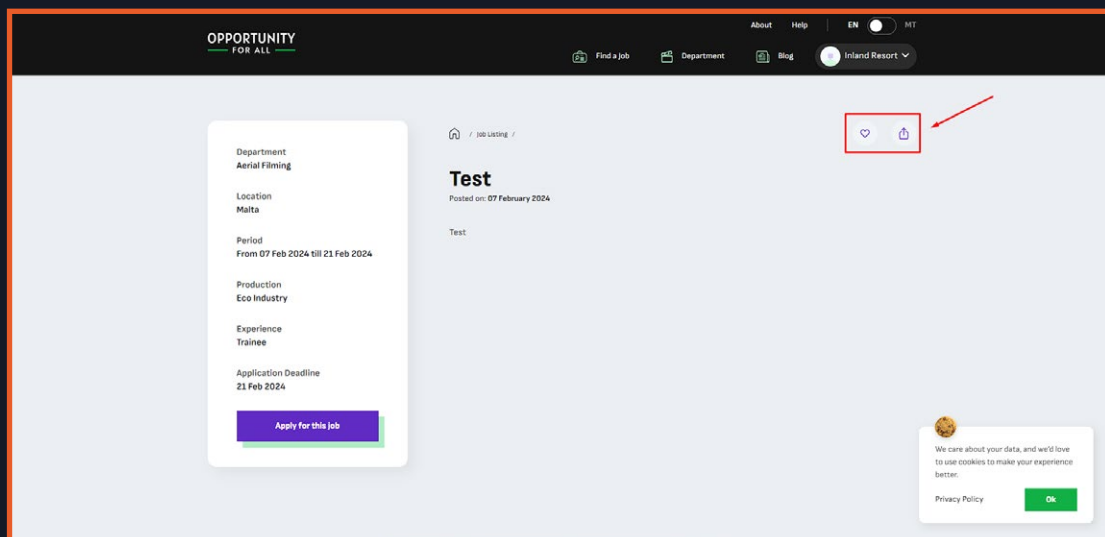 OPPORTUNITY
FOR ALL
About Help EN MT
Find a Job Department Blog Inland Resort
Department
Aerial Filming
Location
Malta
Period
From 07 Feb 2024 till 21 Feb 2024
Production
Eco Industry
Experience
Trainee
Application Deadline
21 Feb 2024
Apply for this job
/ Job Listing /
Test
Posted on: 07 February 2024
Test
We care about your data, and we'd love
to use cookies to make your experience
better.
Privacy Policy Ok